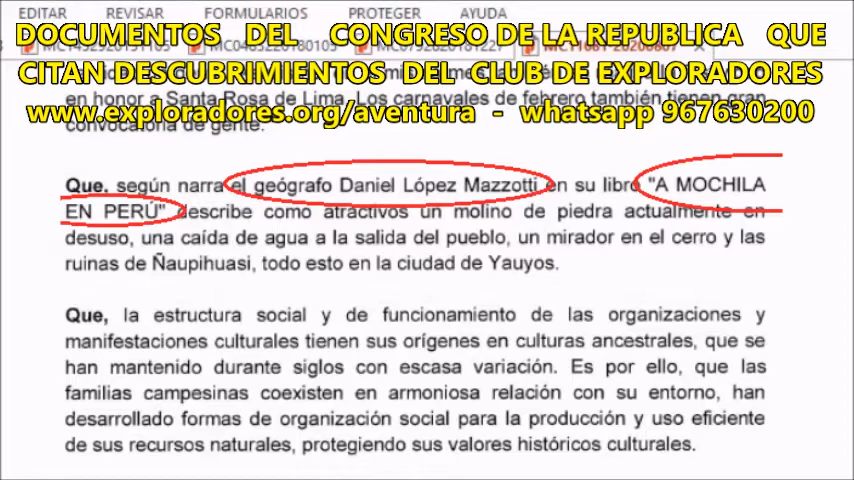 EDITAR REVISAR FORMULARIOS PROTEGER AYUDA
DOCUMENTOS DEL CONGRESO DE LA REPUBLICA QUE
CITAN DESCUBRIMIENTOS DEL CLUB DE EXPLORADORES
en honor a Santa Rosa de Lima. Los carnavales de febrero también tienen gran
www.exploradores.org/aventura - whatsapp 967630200
convocatoria de gente.
Que, según narra el geógrafo Daniel López Mazzotti en su libro "A MOCHILA
EN PERÚ" describe como atractivos un molino de piedra actualmente en
desuso, una caída de agua a la salida del pueblo, un mirador en el cerro y las
ruinas de Ñaupihuasi, todo esto en la ciudad de Yauyos.
Que, la estructura social y de funcionamiento de las organizaciones y
manifestaciones culturales tienen sus orígenes en culturas ancestrales, que se
han mantenido durante siglos con escasa variación. Es por ello, que las
familias campesinas coexisten en armoniosa relación con su entorno, han
desarrollado formas de organización social para la producción y uso eficiente
de sus recursos naturales, protegiendo sus valores históricos culturales.